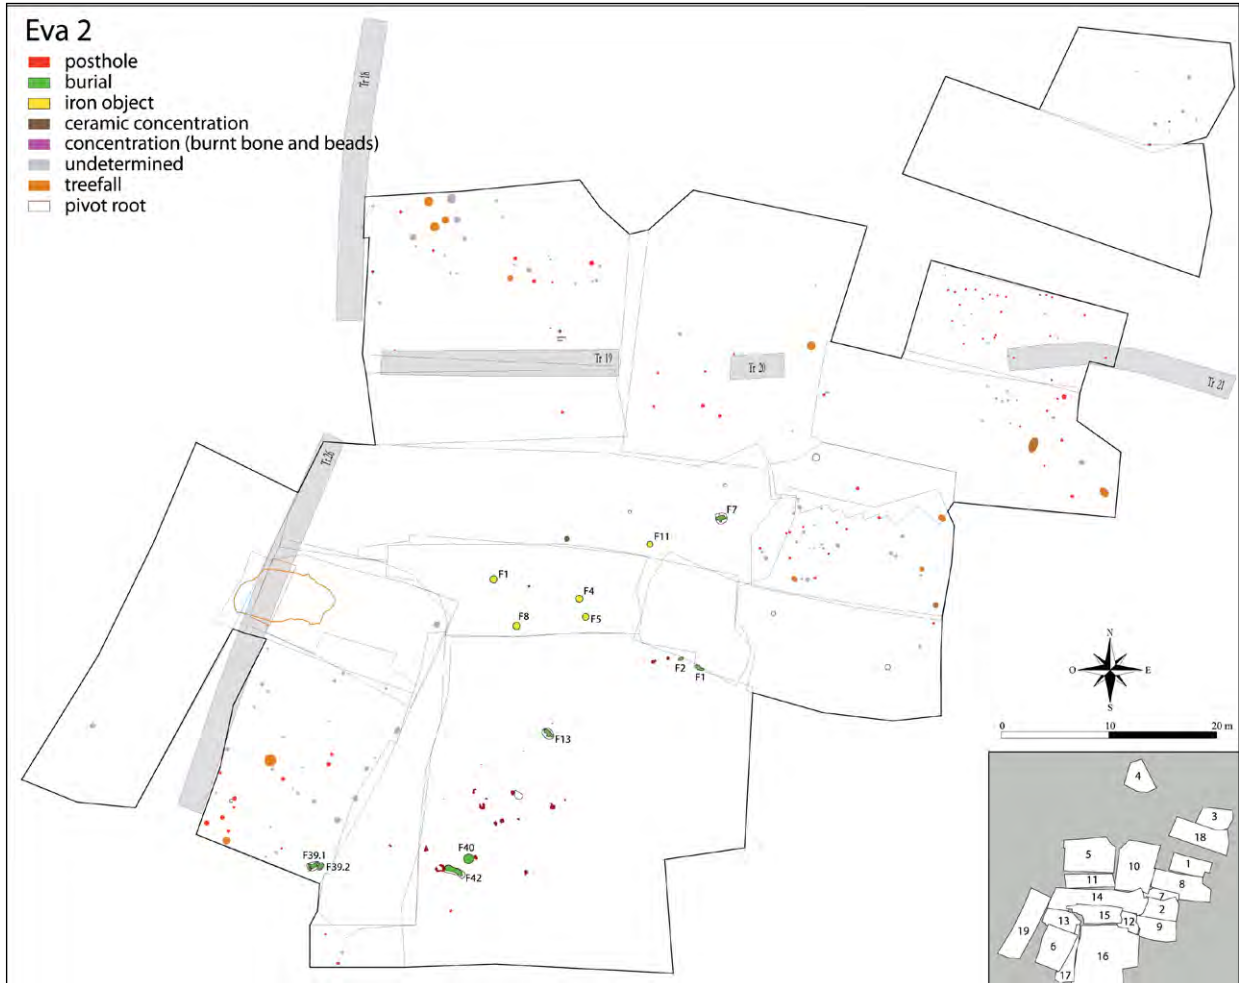 Eva 2
posthole
burial
iron object
ceramic concentration
concentration (burnt bone and beads)
undetermined
treefall
pivot root
Tr 18
Tr 19
Tr 20
Tr 21
Tr.26
F7
F11
F1
F4
F8
F5
F2
F1
F13
F39.1
F39.2
F40
F42
N
O
E
S
0
10
20 m
4
3
18
5
10
1
11
8
14
7
2
15
12
13
9
19
6
16
17